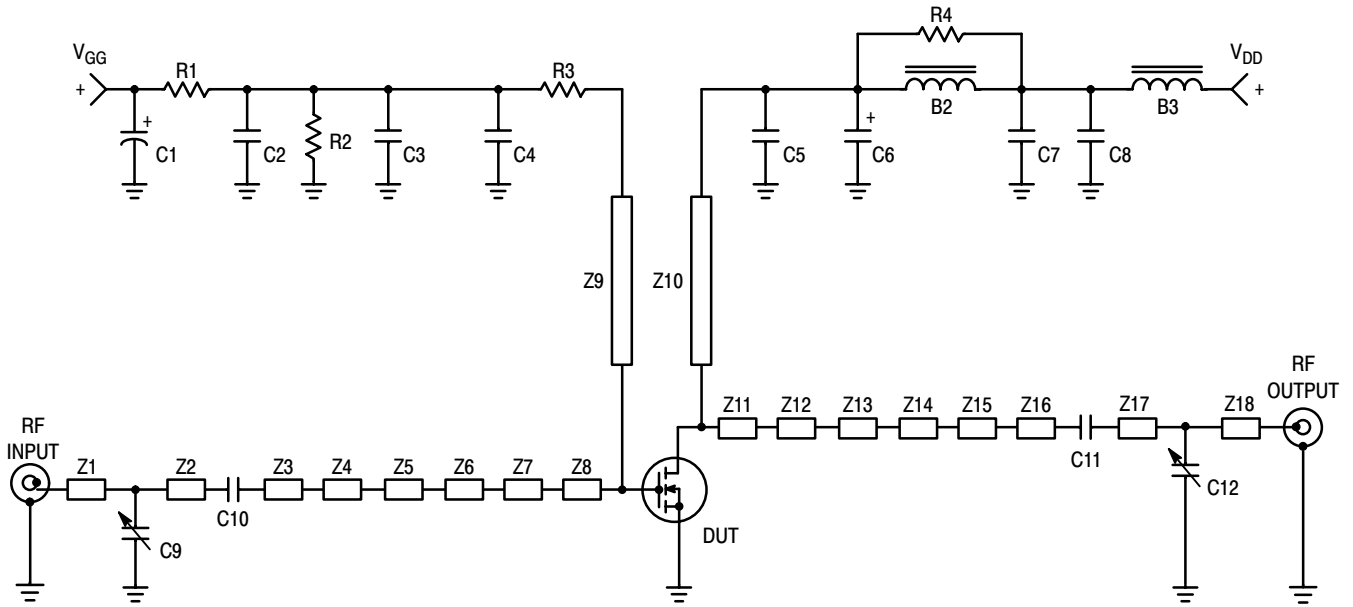 R4
VGG
+
R1
R3
VDD
+
B2
B3
+
C1
C2
R2
C3
C4
C5
+
C6
C7
C8
Z9
Z10
RF
INPUT
Z1
Z2
C10
Z3
Z4
Z5
Z6
Z7
Z8
C9
DUT
Z11
Z12
Z13
Z14
Z15
Z16
C11
Z17
Z18
C12
RF
OUTPUT